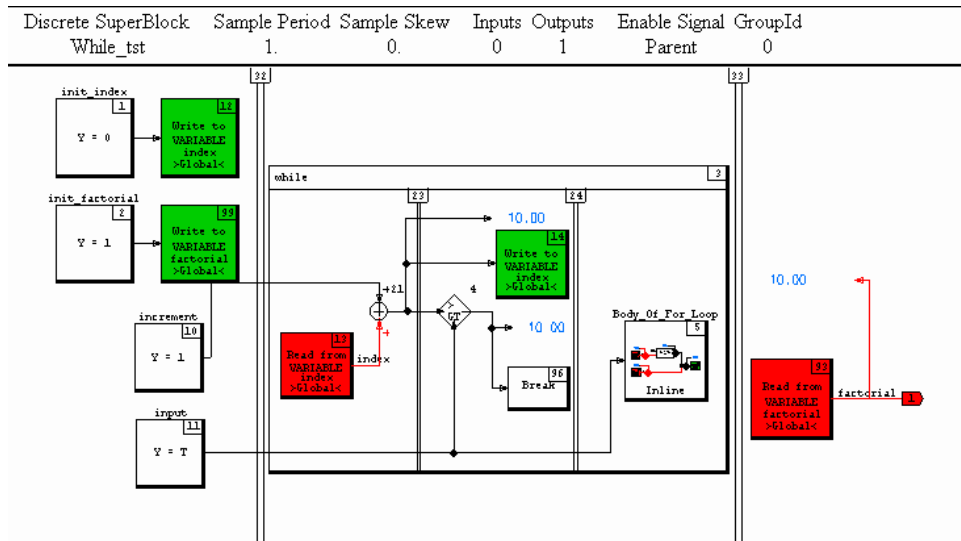 Discrete SuperBlock Sample Period Sample Skew Inputs Outputs Enable Signal GroupId
While_tst 1. 0. 0 1 Parent 0
32
33
init_index
1
Y = 0
12
Write to
VARIABLE
index
>Global<
init_factorial
2
Y = 1
99
Write to
VARIABLE
factorial
>Global<
increment
10
Y = 1
input
11
Y = T
while
3
23
24
10.00
14
Write to
VARIABLE
index
>Global<
+21
+
4
>
GT
10.00
13
Read from
VARIABLE
index
>Global<
index
96
Break
Body_Of_For_Loop
5
Inline
10.00
93
Read from
VARIABLE
factorial
>Global<
factorial
1